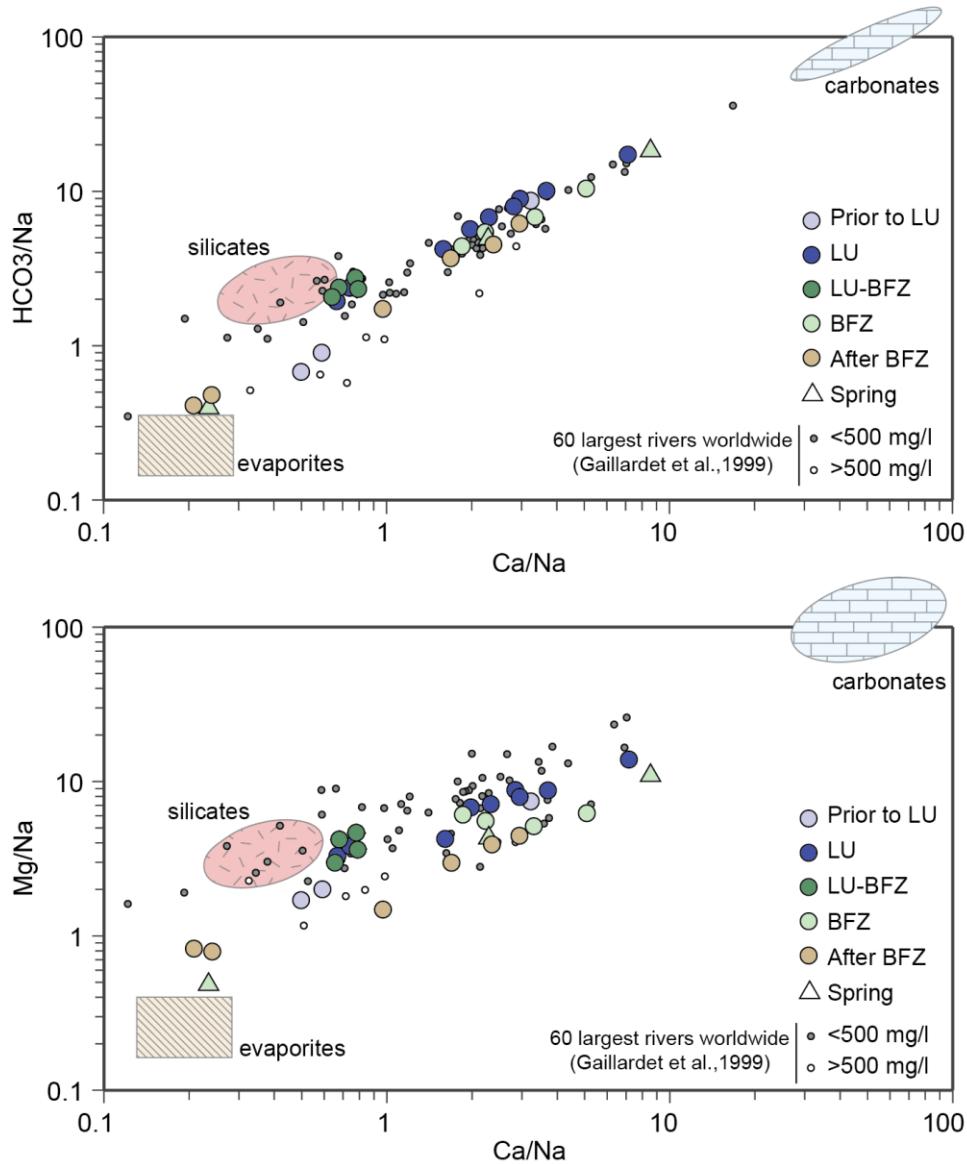 100
carbonates
10
Prior to LU
silicates
LU
LU-BFZ
HCO3/Na
BFZ
1
After BFZ
Spring
60 largest rivers worldwide
(Gaillardet et al.,1999)
<500 mg/l
>500 mg/l
evaporites
0.1
0.1 1 10 100
Ca/Na
100
carbonates
10
silicates
Prior to LU
LU
LU-BFZ
Mg/Na
BFZ
1
After BFZ
Spring
60 largest rivers worldwide
(Gaillardet et al.,1999)
<500 mg/l
>500 mg/l
evaporites
0.1
0.1 1 10 100
Ca/Na